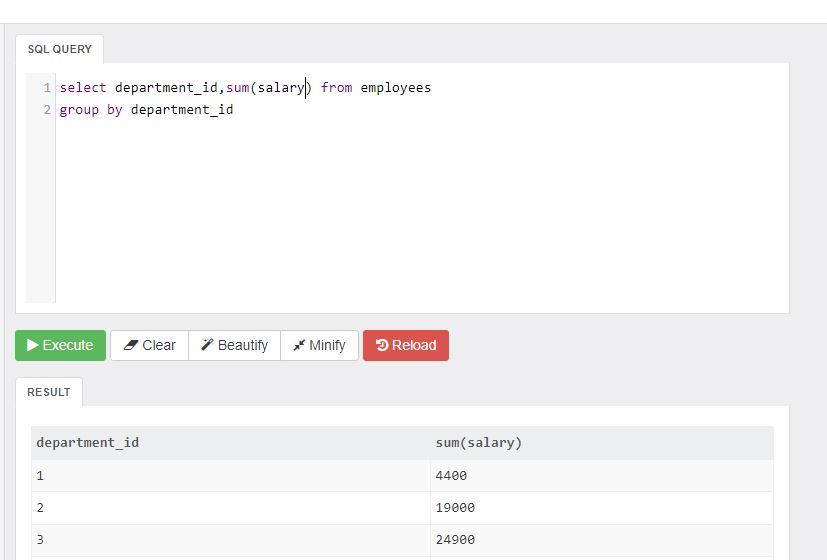 SQL QUERY
1 select department_id,sum(salary) from employees
2 group by department_id
Execute Clear Beautify Minify Reload
RESULT
department_id sum(salary)
1 4400
2 19000
3 24900